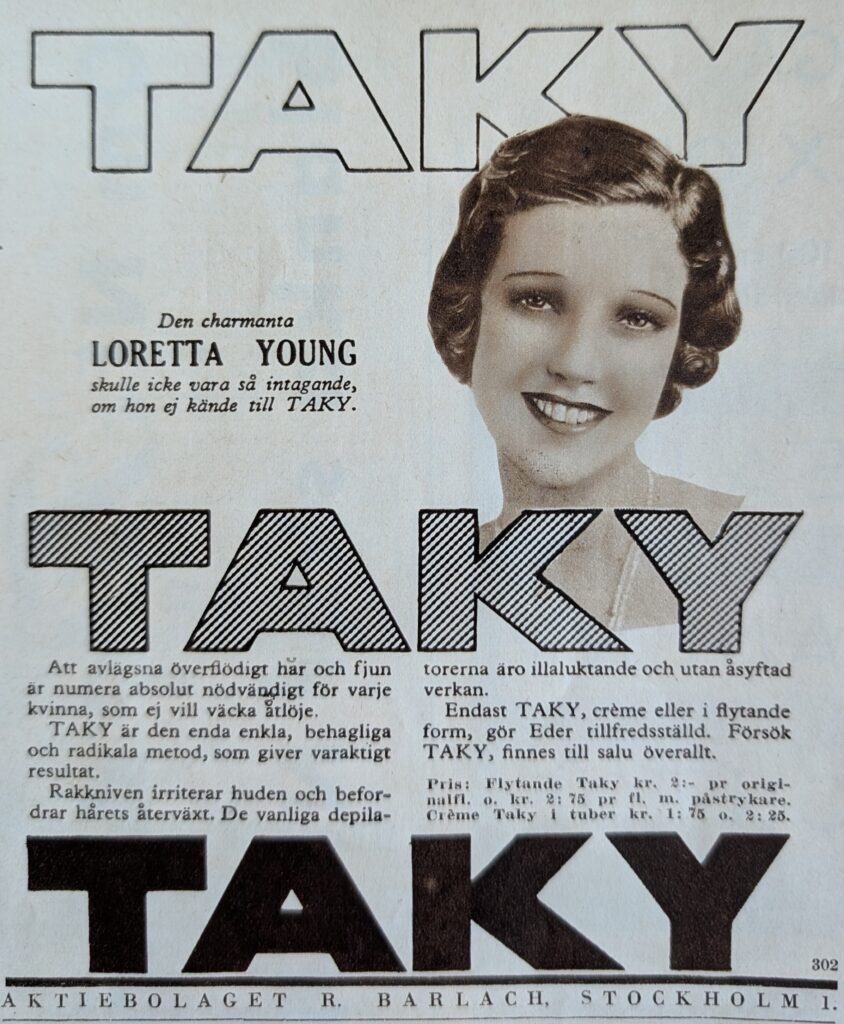 TAKY
Den charmanta
LORETTA YOUNG
skulle icke vara så intagande,
om hon ej kände till TAKY.
TAKY
Att avlägsna överflödigt hår och fjun
är numera absolut nödvändigt för varje
kvinna, som ej vill väcka åtlöje.
TAKY är den enda enkla, behagliga
och radikala metod, som giver varaktigt
resultat.
Rakkniven irriterar huden och befor-
drar hårets återväxt. De vanliga depila-
torerna äro illaluktande och utan åsyftad
verkan.
Endast TAKY, crème eller i flytande
form, gör Eder tillfredsställd. Försök
TAKY, finnes till salu överallt.
Pris: Flytande Taky kr. 2:- pr origi-
nalfl. o. kr. 2:75 pr fl. m. påstrykare.
Crème Taky i tuber kr. 1:75 o. 2:25.
TAKY
302
AKTIEBOLAGET R. BARLACH, STOCKHOLM 1.